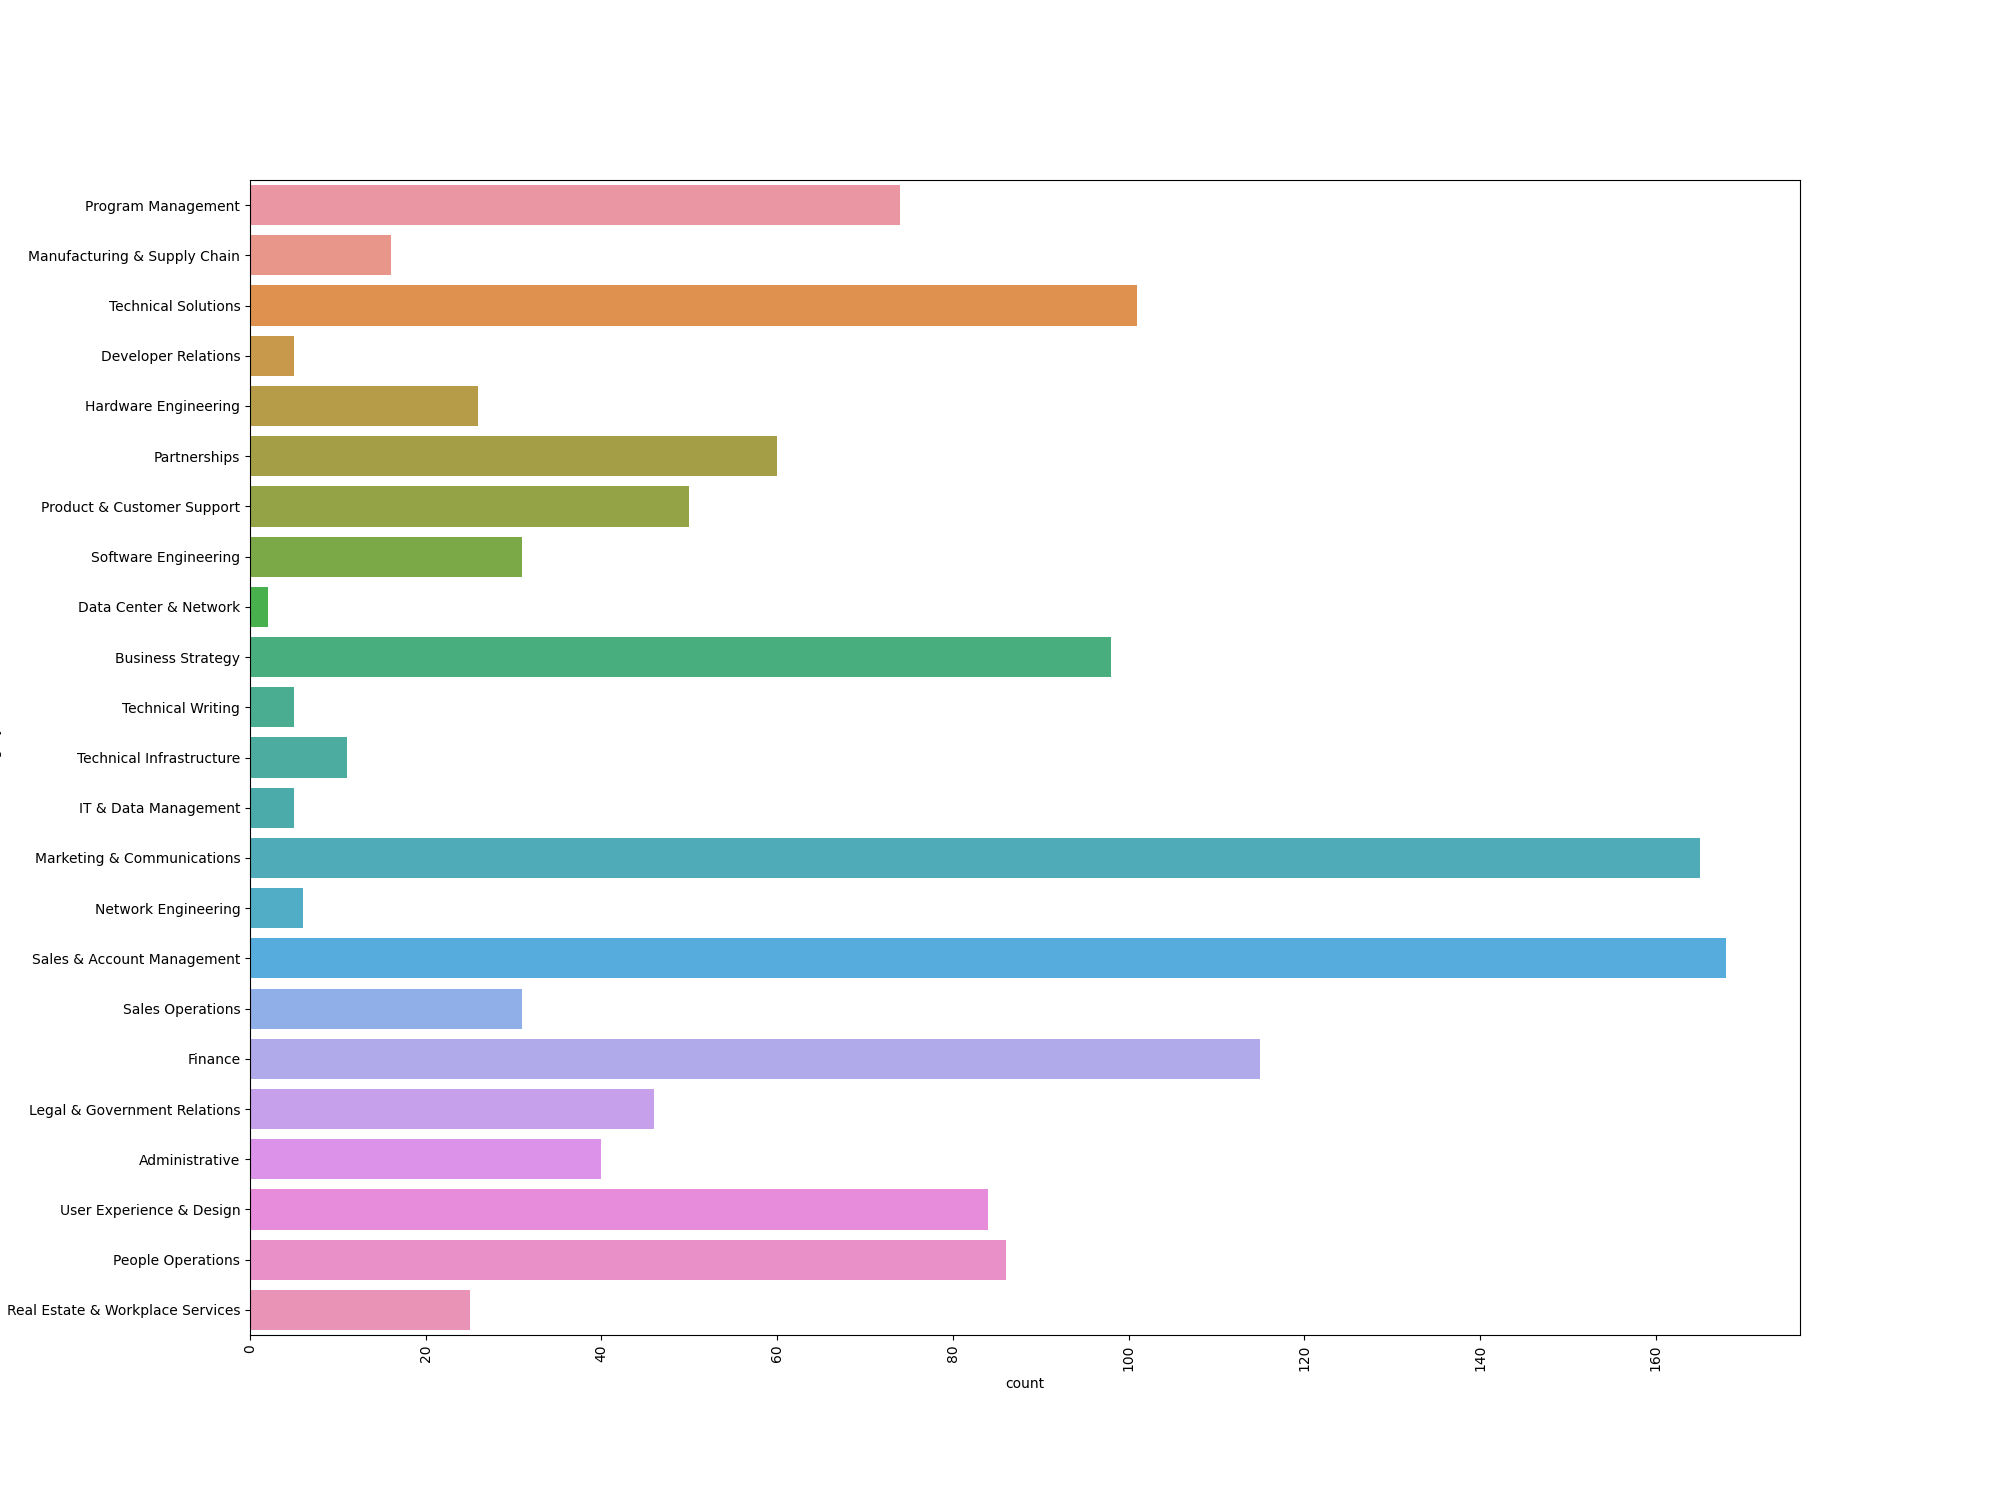 Program Management
Manufacturing & Supply Chain
Technical Solutions
Developer Relations
Hardware Engineering
Partnerships
Product & Customer Support
Software Engineering
Data Center & Network
Business Strategy
Technical Writing
Technical Infrastructure
IT & Data Management
Marketing & Communications
Network Engineering
Sales & Account Management
Sales Operations
Finance
Legal & Government Relations
Administrative
User Experience & Design
People Operations
Real Estate & Workplace Services
0 20 40 60 80 100 120 140 160
count